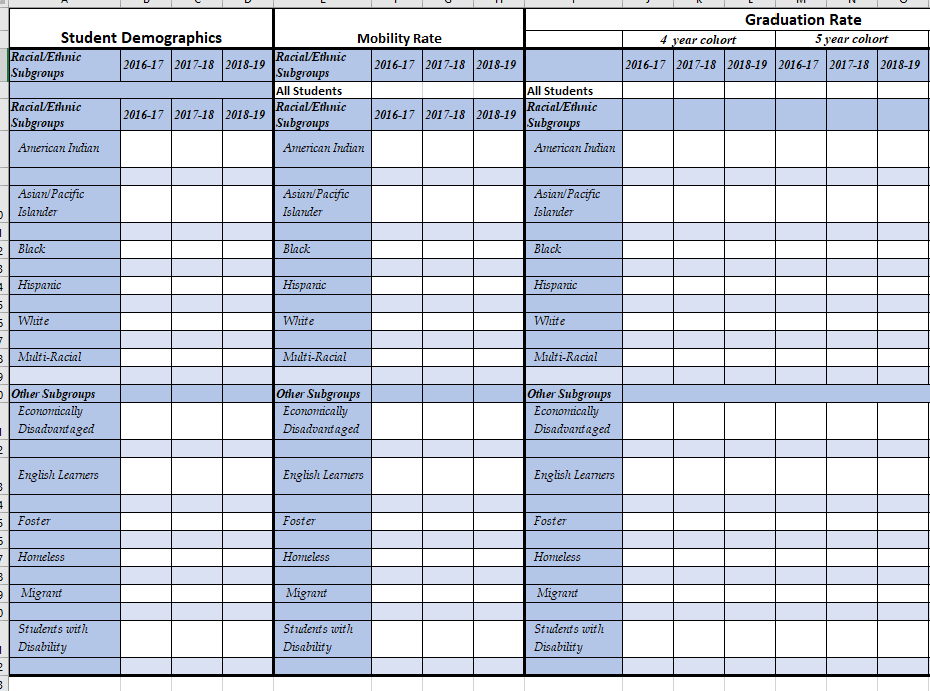 Graduation Rate
Student Demographics Mobility Rate 4 year cohort 5 year cohort
Racial/Ethnic Subgroups 2016-17 2017-18 2018-19 Racial/Ethnic Subgroups 2016-17 2017-18 2018-19 2016-17 2017-18 2018-19 2016-17 2017-18 2018-19
All Students All Students
Racial/Ethnic Subgroups 2016-17 2017-18 2018-19 Racial/Ethnic Subgroups 2016-17 2017-18 2018-19 Racial/Ethnic Subgroups
American Indian American Indian American Indian
Asian/Pacific Islander Asian/Pacific Islander Asian/Pacific Islander
Black Black Black
Hispanic Hispanic Hispanic
White White White
Multi-Racial Multi-Racial Multi-Racial
Other Subgroups Other Subgroups Other Subgroups
Economically Disadvantaged Economically Disadvantaged Economically Disadvantaged
English Learners English Learners English Learners
Foster Foster Foster
Homeless Homeless Homeless
Migrant Migrant Migrant
Students with Disability Students with Disability Students with Disability